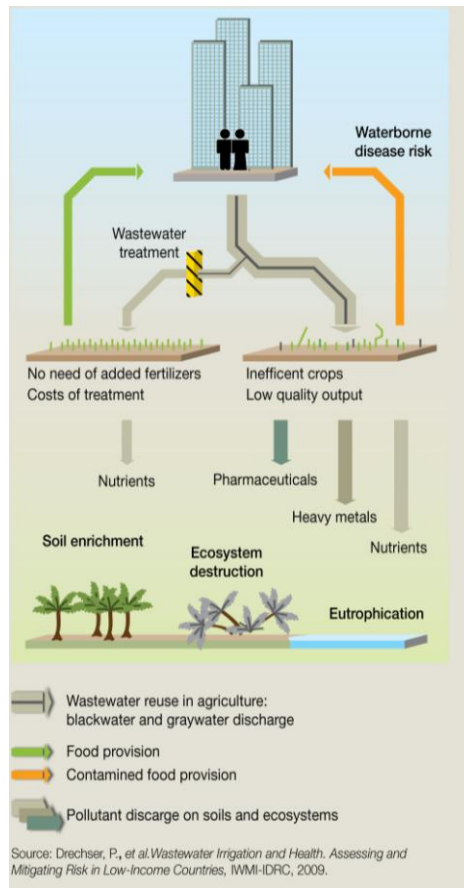 Waterborne
disease risk
Wastewater
treatment
No need of added fertilizers
Costs of treatment
Inefficent crops
Low quality output
Nutrients
Pharmaceuticals
Heavy metals
Nutrients
Soil enrichment
Ecosystem
destruction
Eutrophication
Wastewater reuse in agriculture:
blackwater and graywater discharge
Food provision
Contamined food provision
Pollutant discarge on soils and ecosystems
Source: Drechser, P., et al.Wastewater Irrigation and Health. Assessing and
Mitigating Risk in Low-Income Countries, IWMI-IDRC, 2009.